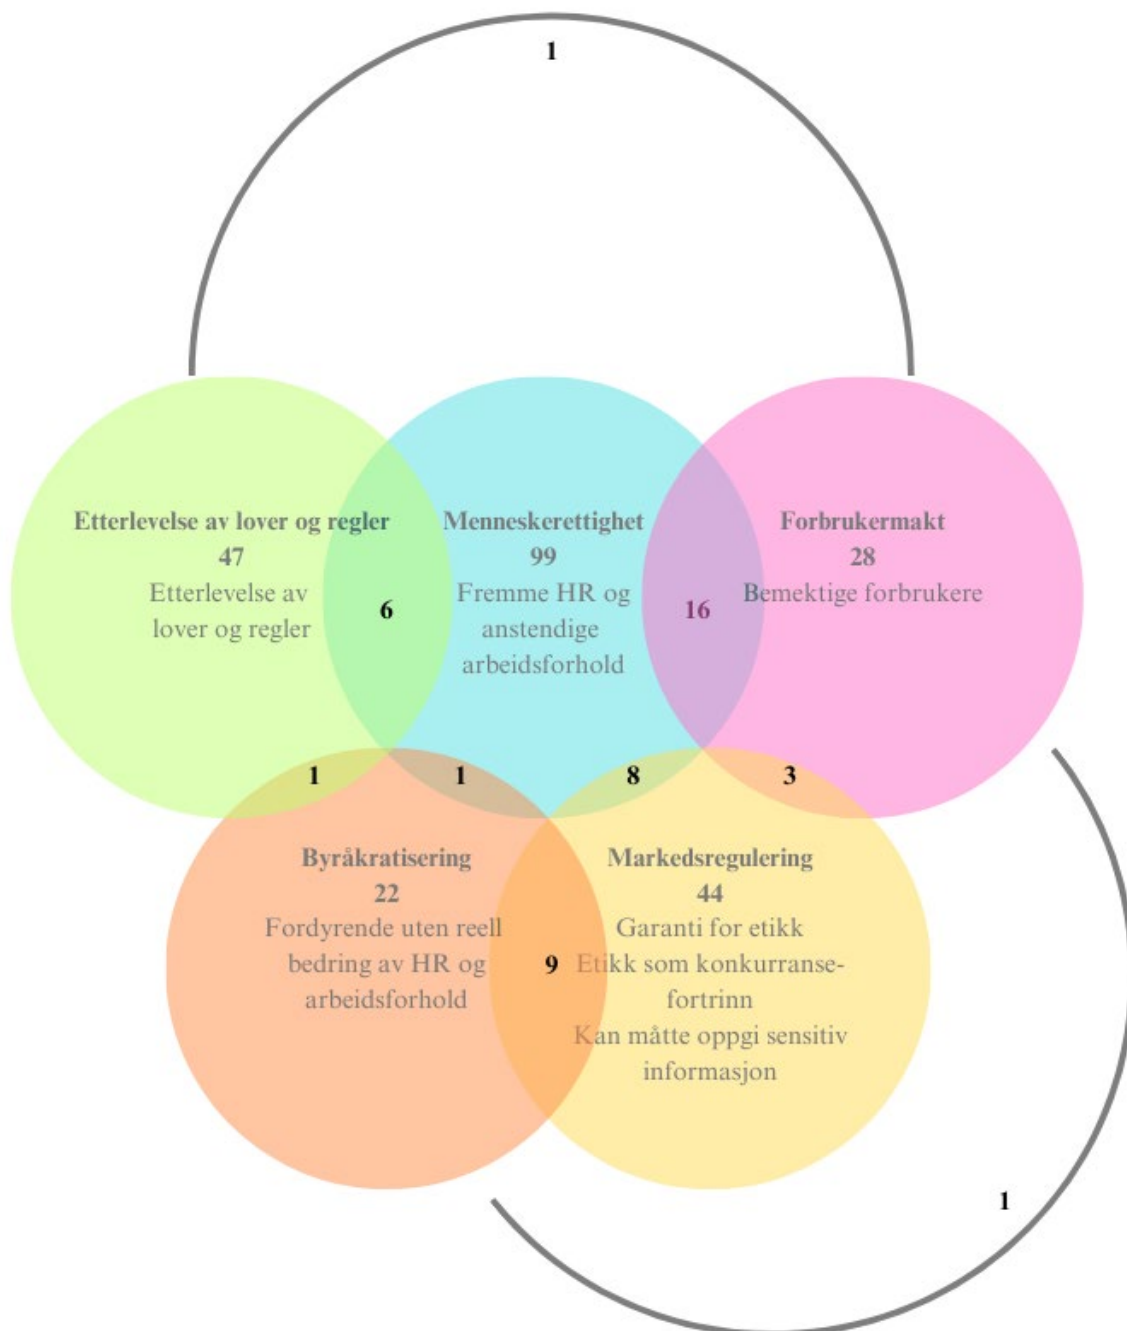 1
Etterlevelse av lover og regler
47
Etterlevelse av
lover og regler
6
Menneskerettighet
99
Fremme HR og
anstendige
arbeidsforhold
16
Forbrukermakt
28
Bemektige forbrukere
1
1
8
3
Byråkratisering
22
Fordyrende uten reell
bedring av HR og
arbeidsforhold
9
Markedsregulering
44
Garanti for etikk
Etikk som konkurranse-
fortrinn
Kan måtte oppgi sensitiv
informasjon
1